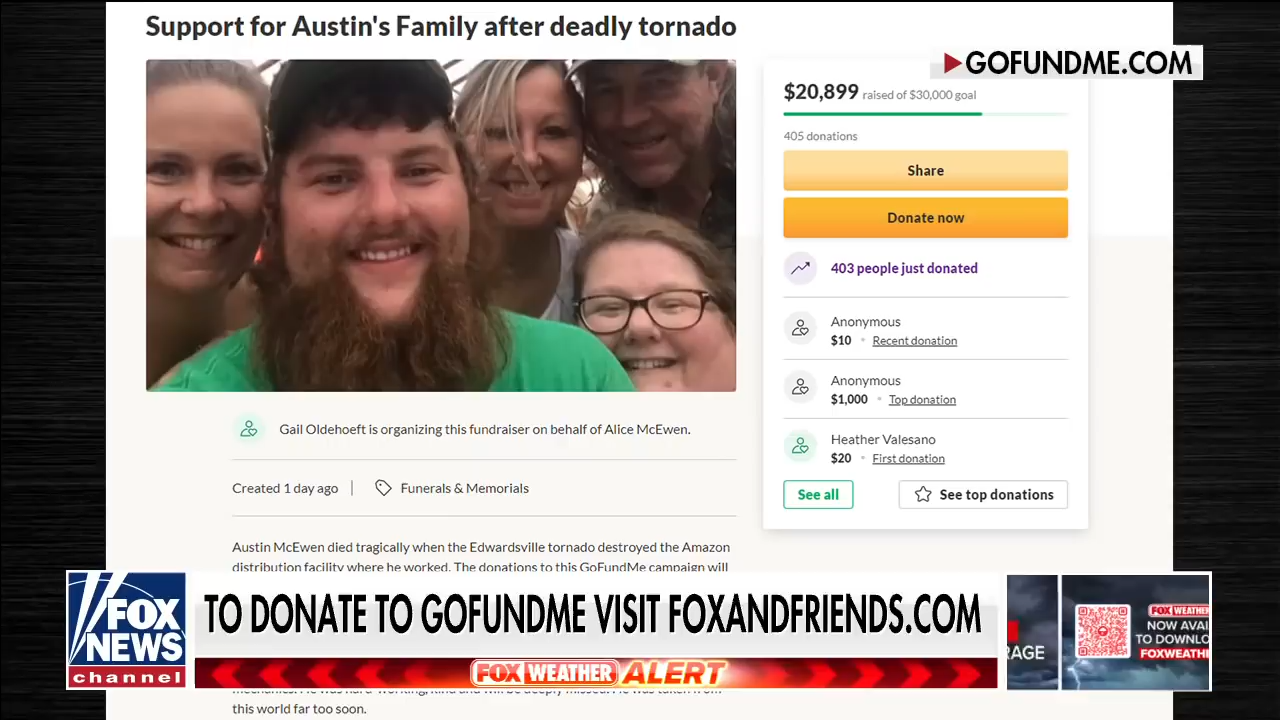 Support for Austin's Family after deadly tornado
GOFUNDME.COM
$20,899 raised of $30,000 goal
405 donations
Share
Donate now
403 people just donated
Anonymous
$10 • Recent donation
Anonymous
$1,000 • Top donation
Heather Valesano
$20 • First donation
See all
See top donations
Gail Oldehoeft is organizing this fundraiser on behalf of Alice McEwen.
Created 1 day ago | Funerals & Memorials
Austin McEwen died tragically when the Edwardsville tornado destroyed the Amazon
distribution facility where he worked. The donations to this GoFundMe campaign will
FOX
NEWS
channel
TO DONATE TO GOFUNDME VISIT FOXANDFRIENDS.COM
FOX WEATHER ALERT
RAGE
FOX WEATHER
NOW AVAI
TO DOWNLO
FOXWEATH
this world far too soon.